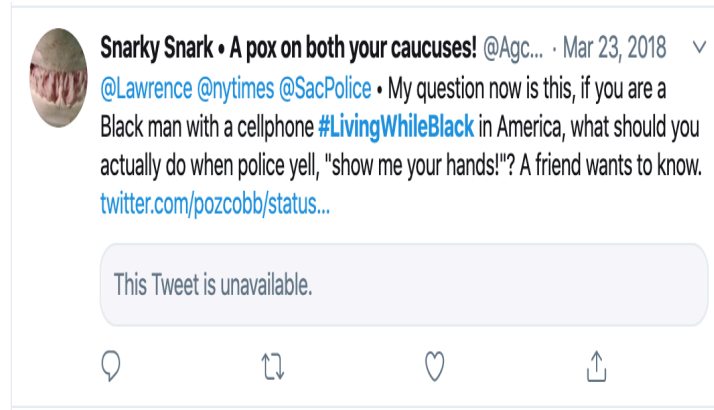 Snarky Snark • A pox on both your caucuses! @Agc... · Mar 23, 2018
@Lawrence @nytimes @SacPolice • My question now is this, if you are a
Black man with a cellphone #LivingWhileBlack in America, what should you
actually do when police yell, "show me your hands!"? A friend wants to know.
twitter.com/pozcobb/status...
This Tweet is unavailable.